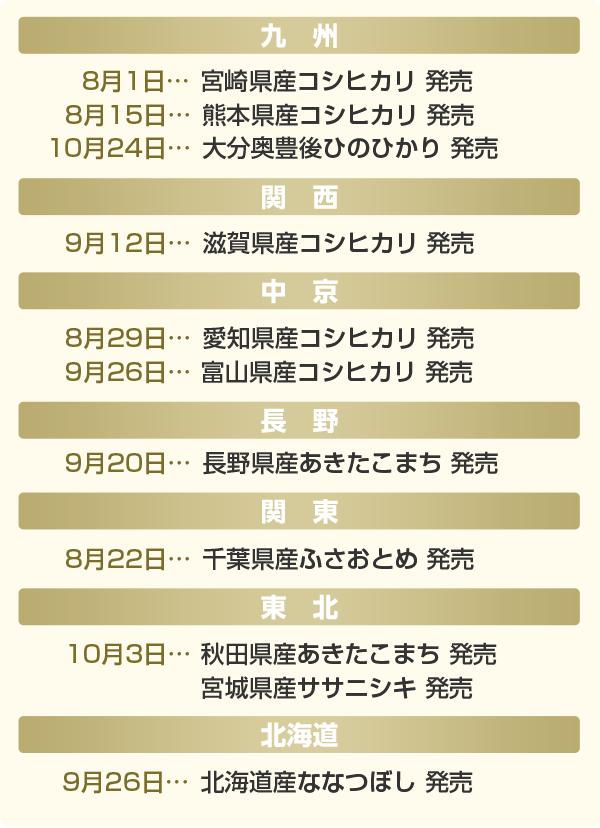 九 州
8月1日… 宮崎県産コシヒカリ 発売
8月15日… 熊本県産コシヒカリ 発売
10月24日… 大分奥豊後ひのひかり 発売
関 西
9月12日… 滋賀県産コシヒカリ 発売
中 京
8月29日… 愛知県産コシヒカリ 発売
9月26日… 富山県産コシヒカリ 発売
長 野
9月20日… 長野県産あきたこまち 発売
関 東
8月22日… 千葉県産ふさおとめ 発売
東 北
10月3日… 秋田県産あきたこまち 発売
宮城県産ササニシキ 発売
北海道
9月26日… 北海道産ななつぼし 発売